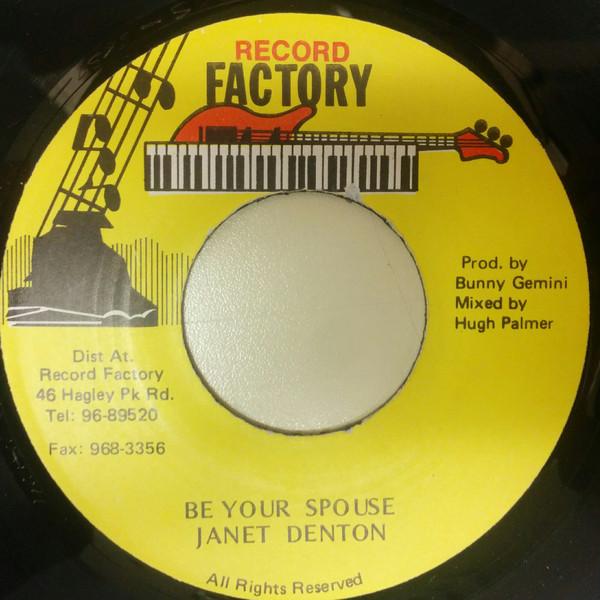 RECORD
FACTORY
Prod. by
Bunny Gemini
Mixed by
Hugh Palmer
Dist At.
Record Factory
46 Hagley Pk Rd.
Tel: 96-89520
Fax: 968-3356
BE YOUR SPOUSE
JANET DENTON
All Rights Reserved